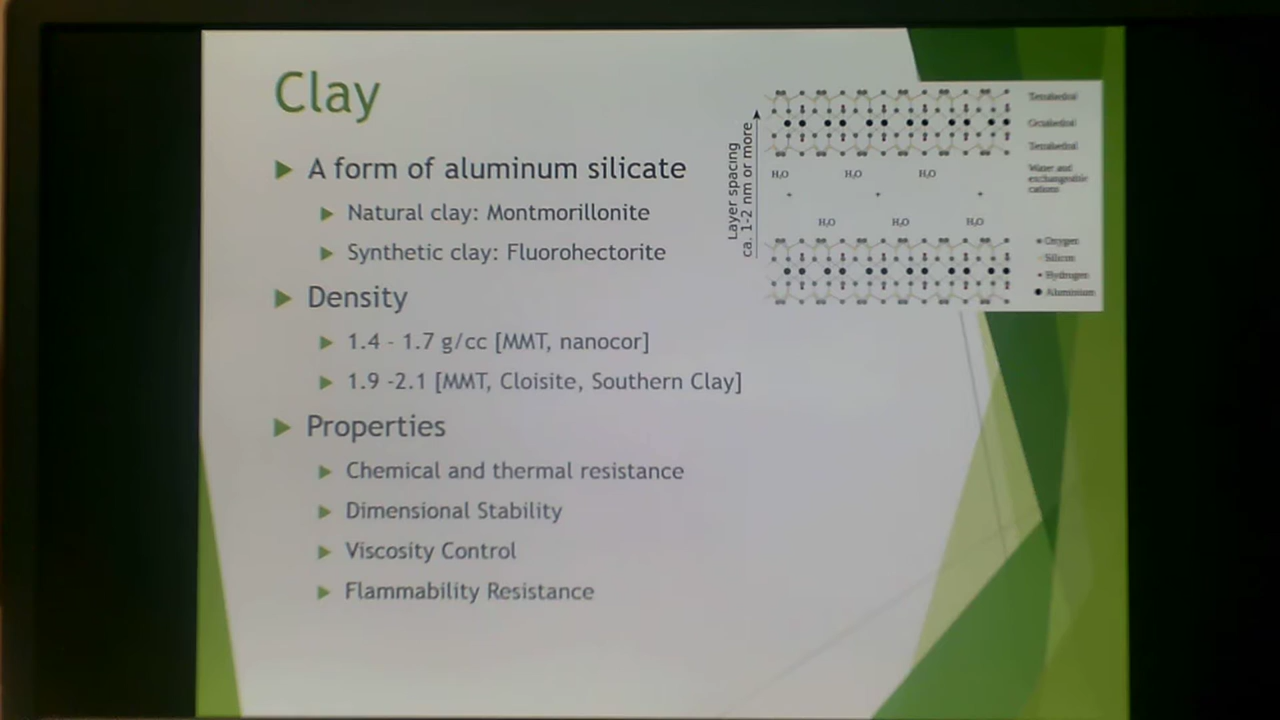 Clay
A form of aluminum silicate
Natural clay: Montmorillonite
Synthetic clay: Fluorohectorite
Density
1.4 - 1.7 g/cc [MMT, nanocor]
1.9 -2.1 [MMT, Cloisite, Southern Clay]
Properties
Chemical and thermal resistance
Dimensional Stability
Viscosity Control
Flammability Resistance
Layer spacing
ca. 1-2 nm or more
Tetrahedral
Octahedral
Tetrahedral
Water and
exchangeable
cations
H₂O H₂O H₂O
+ + +
H₂O H₂O H₂O
Oxygen
Silicon
Hydrogen
Aluminium